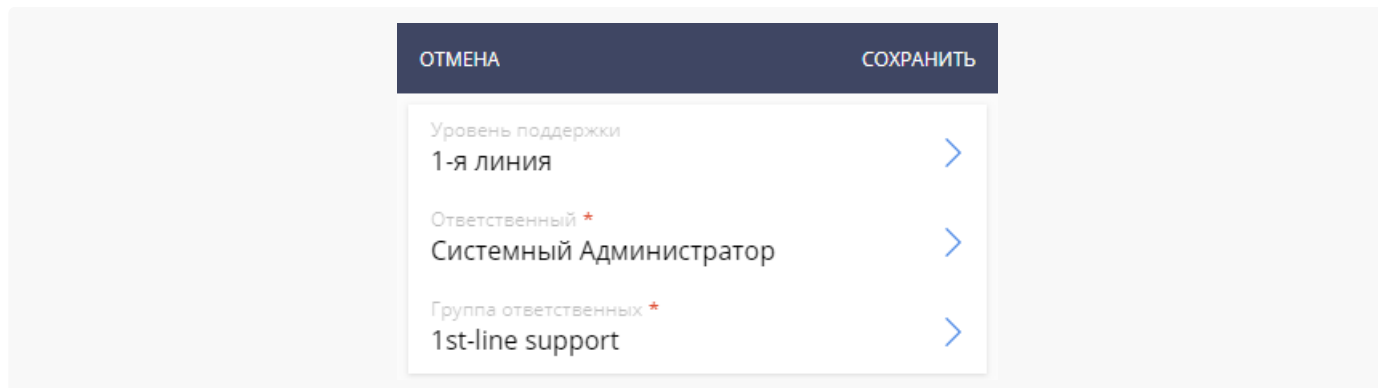 ОТМЕНА СОХРАНИТЬ
Уровень поддержки
1-я линия
Ответственный *
Системный Администратор
Группа ответственных *
1st-line support